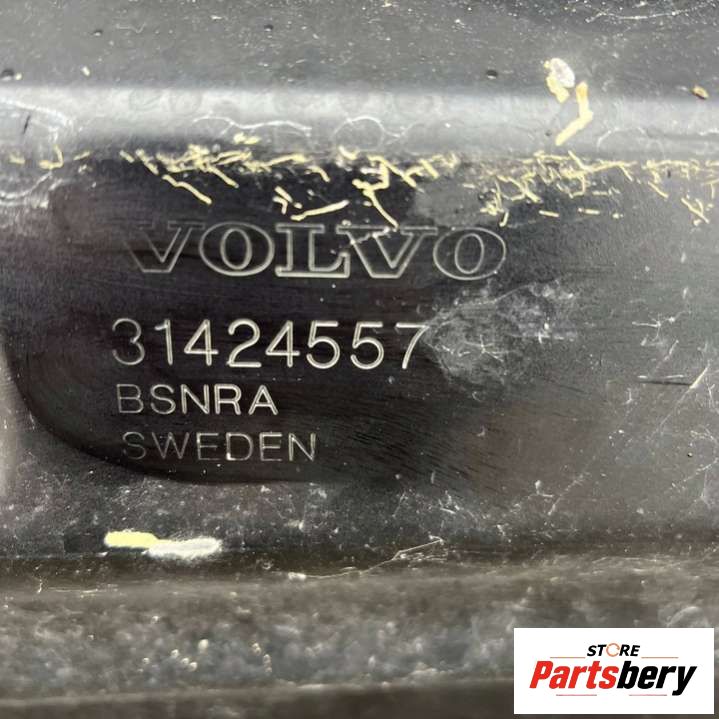 VOLVO
31424557
BSNRA
SWEDEN
STORE
Partsbery